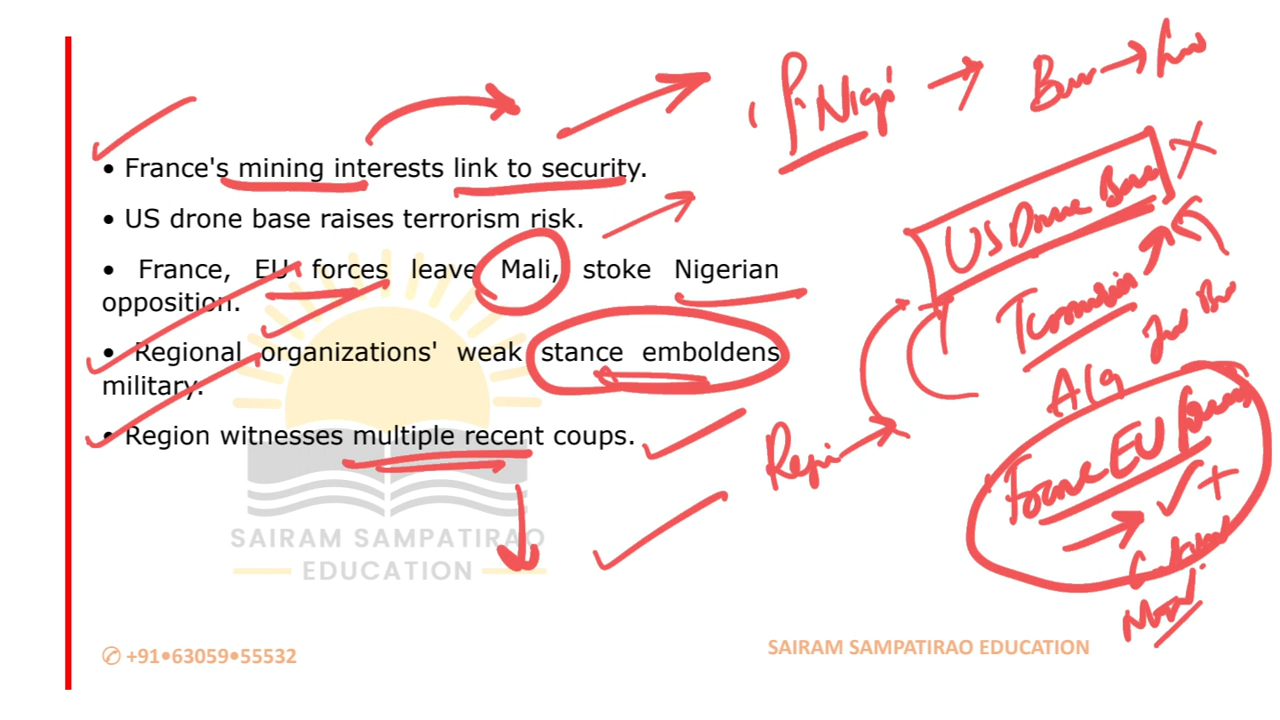 • France's mining interests link to security.
• US drone base raises terrorism risk.
• France, EU forces leave Mali, stoke Nigerian
opposition.
• Regional organizations' weak stance emboldens
military.
• Region witnesses multiple recent coups.
US Drone Base
France EU forces
SAIRAM SAMPATIRAO
EDUCATION
✆ +91•63059•55532
SAIRAM SAMPATIRAO EDUCATION